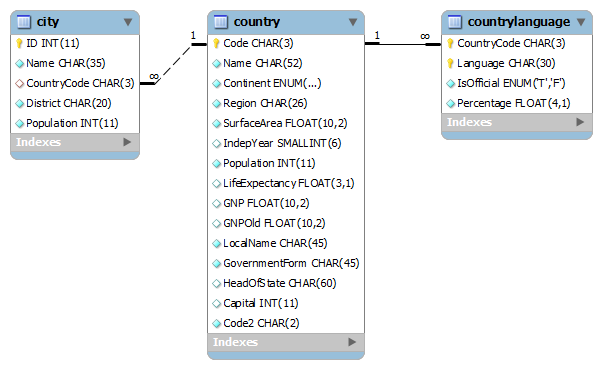 city
ID INT(11)
Name CHAR(35)
CountryCode CHAR(3)
District CHAR(20)
Population INT(11)
Indexes
1
∞
country
Code CHAR(3)
Name CHAR(52)
Continent ENUM(...)
Region CHAR(26)
SurfaceArea FLOAT(10,2)
IndepYear SMALLINT(6)
Population INT(11)
LifeExpectancy FLOAT(3,1)
GNP FLOAT(10,2)
GNPOld FLOAT(10,2)
LocalName CHAR(45)
GovernmentForm CHAR(45)
HeadOfState CHAR(60)
Capital INT(11)
Code2 CHAR(2)
Indexes
1
∞
countrylanguage
CountryCode CHAR(3)
Language CHAR(30)
IsOfficial ENUM('T','F')
Percentage FLOAT(4,1)
Indexes